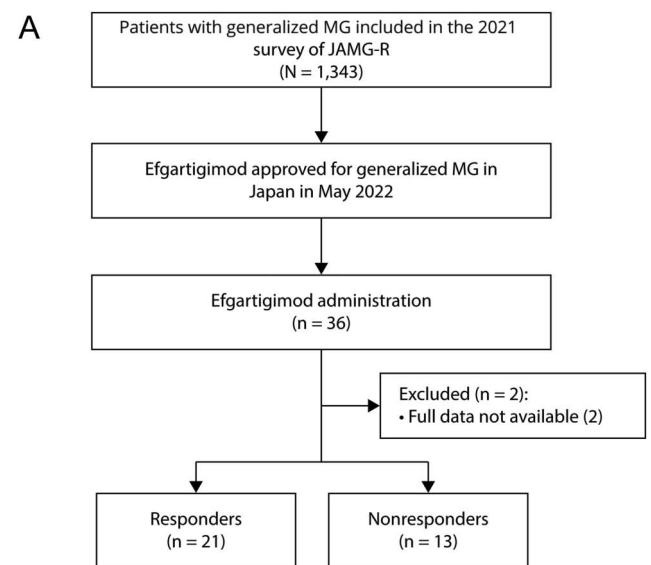 A
Patients with generalized MG included in the 2021
survey of JAMG-R
(N = 1,343)
Efgartigimod approved for generalized MG in
Japan in May 2022
Efgartigimod administration
(n = 36)
Excluded (n = 2):
• Full data not available (2)
Responders
(n = 21)
Nonresponders
(n = 13)